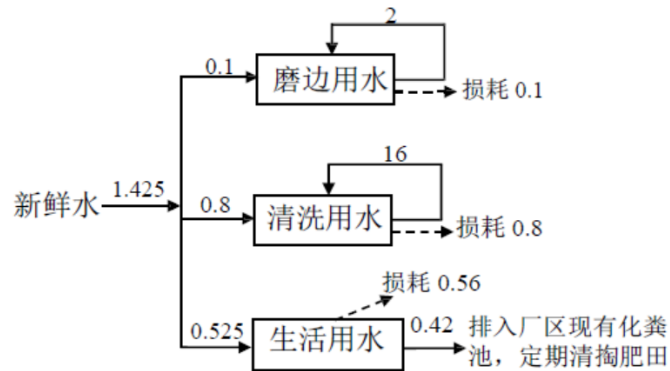 2
0.1
磨边用水
损耗 0.1
16
新鲜水
1.425
0.8
清洗用水
损耗 0.8
损耗 0.56
0.525
生活用水
0.42
排入厂区现有化粪
池，定期清掏肥田